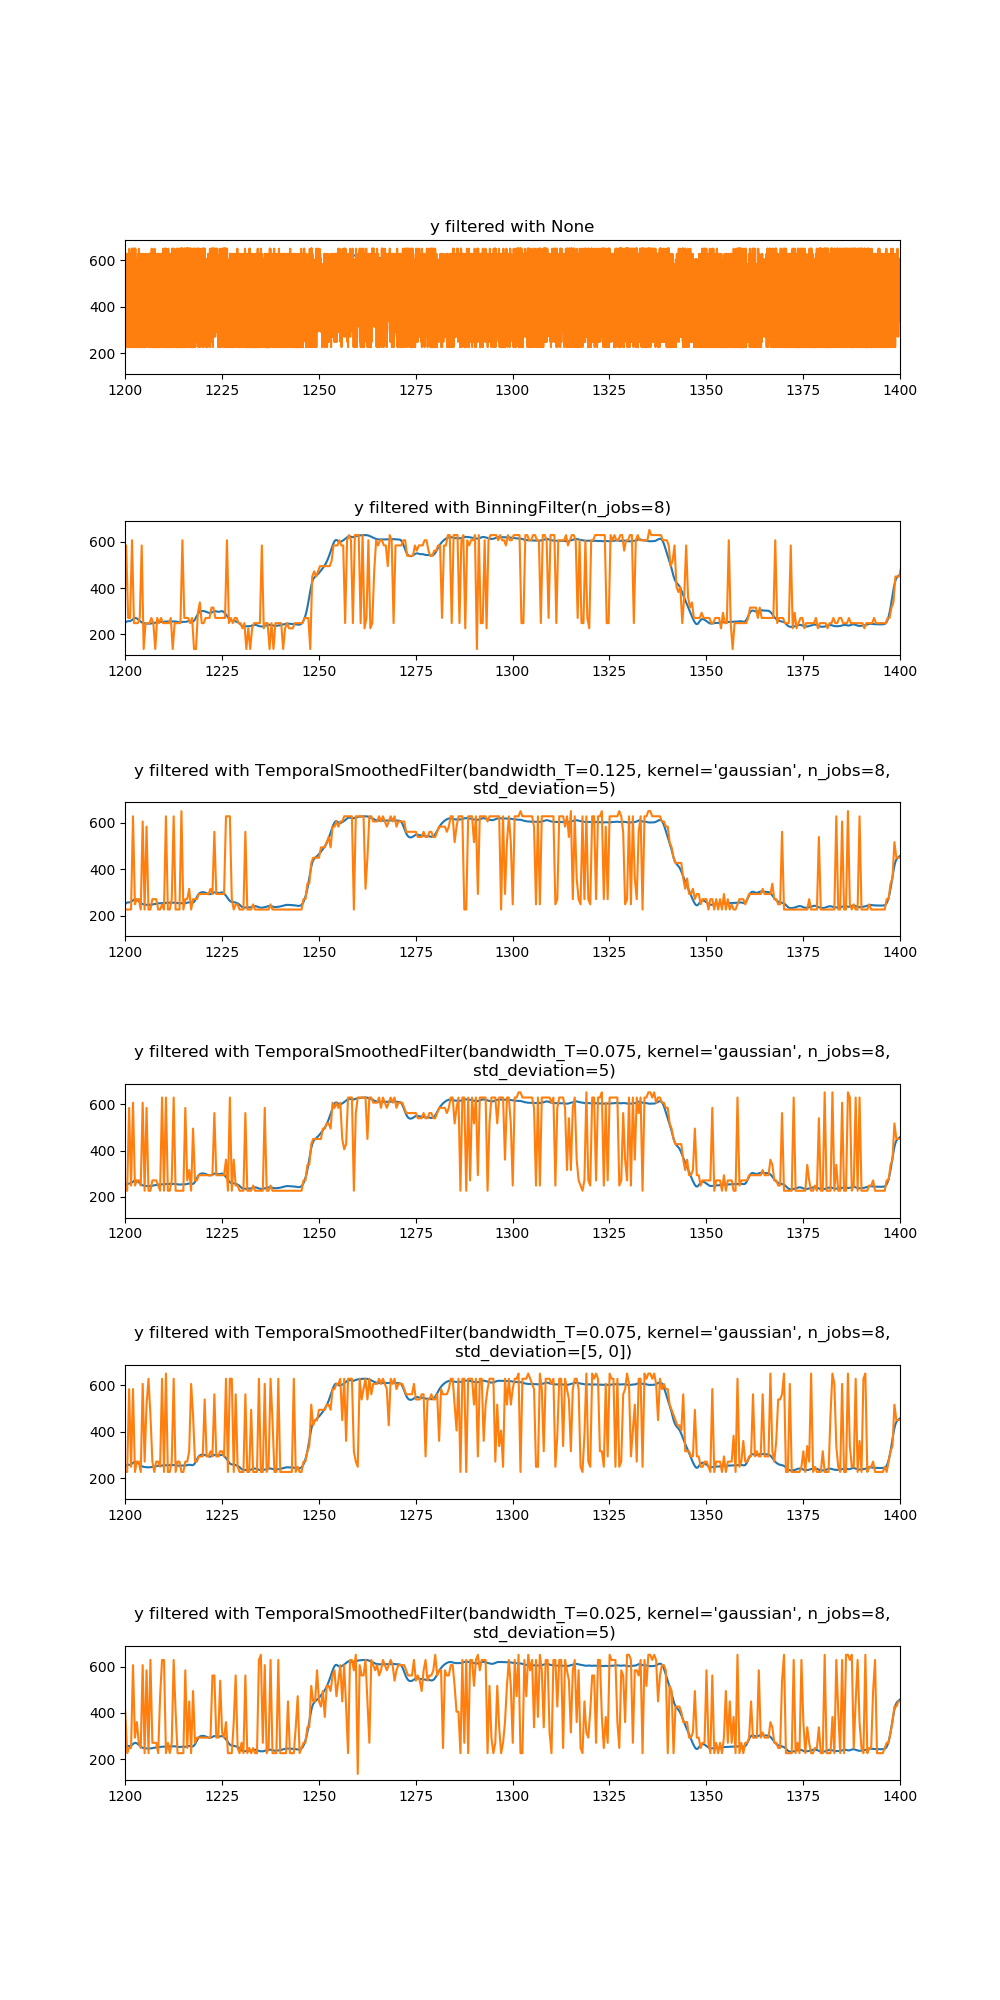 y filtered with None
600
400
200
1200 1225 1250 1275 1300 1325 1350 1375 1400
y filtered with BinningFilter(n_jobs=8)
600
400
200
1200 1225 1250 1275 1300 1325 1350 1375 1400
y filtered with TemporalSmoothedFilter(bandwidth_T=0.125, kernel='gaussian', n_jobs=8,
std_deviation=5)
600
400
200
1200 1225 1250 1275 1300 1325 1350 1375 1400
y filtered with TemporalSmoothedFilter(bandwidth_T=0.075, kernel='gaussian', n_jobs=8,
std_deviation=5)
600
400
200
1200 1225 1250 1275 1300 1325 1350 1375 1400
y filtered with TemporalSmoothedFilter(bandwidth_T=0.075, kernel='gaussian', n_jobs=8,
std_deviation=[5, 0])
600
400
200
1200 1225 1250 1275 1300 1325 1350 1375 1400
y filtered with TemporalSmoothedFilter(bandwidth_T=0.025, kernel='gaussian', n_jobs=8,
std_deviation=5)
600
400
200
1200 1225 1250 1275 1300 1325 1350 1375 1400